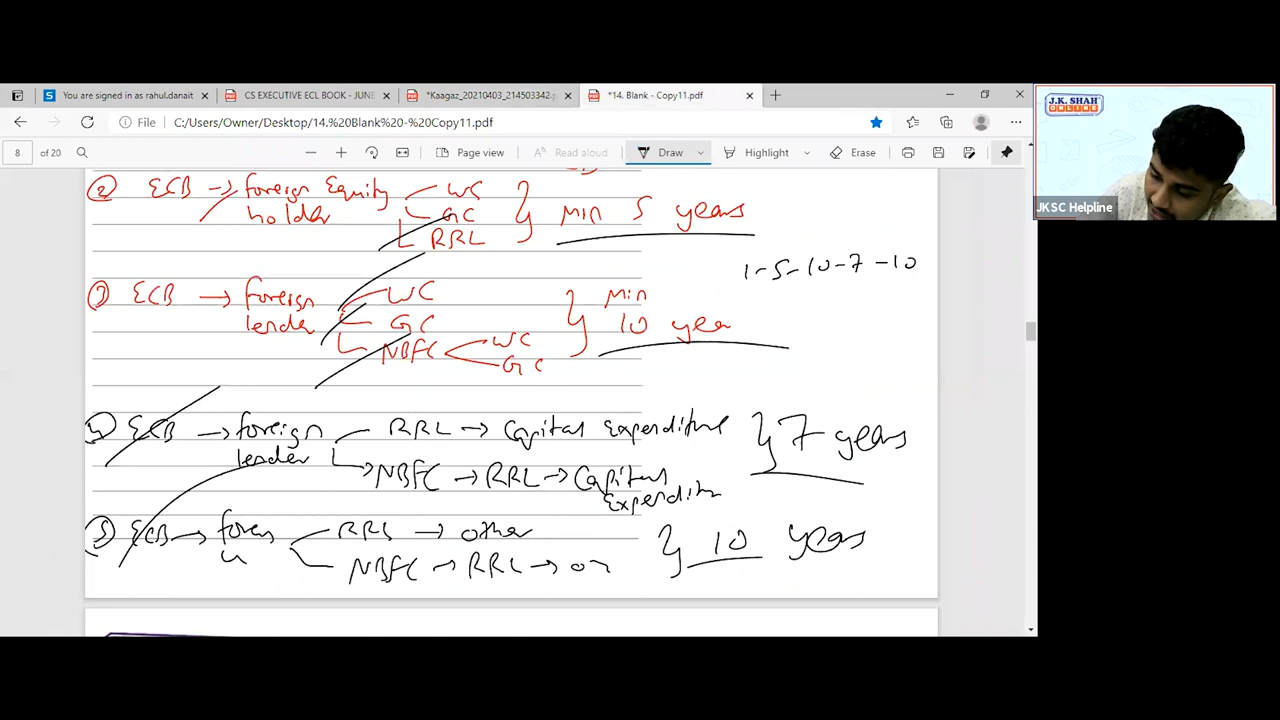 You are signed in as rahul.danait
CS EXECUTIVE ECL BOOK - JUNE
*Kaagaz_20210403_214503342.p
*14. Blank - Copy11.pdf
File C:/Users/Owner/Desktop/14.%20Blank%20-%20Copy11.pdf
8 of 20
Page view
Read aloud
Draw
Highlight
Erase
J.K. SHAH
ONLINE
JKSC Helpline
② ECB → foreign Equity WC
holder GC } Min 5 years
RRL
1-5-10-7-10
③ ECB → foreign WC Min
lender GC } 10 year
NBFC WC
GC
④ ECB → foreign RRL → Capital Expenditure } 7 years
lender NBFC → RRL → Capital
Expenditu
⑤ ECB → RRL → other } 10 years
NBFC → RRL →